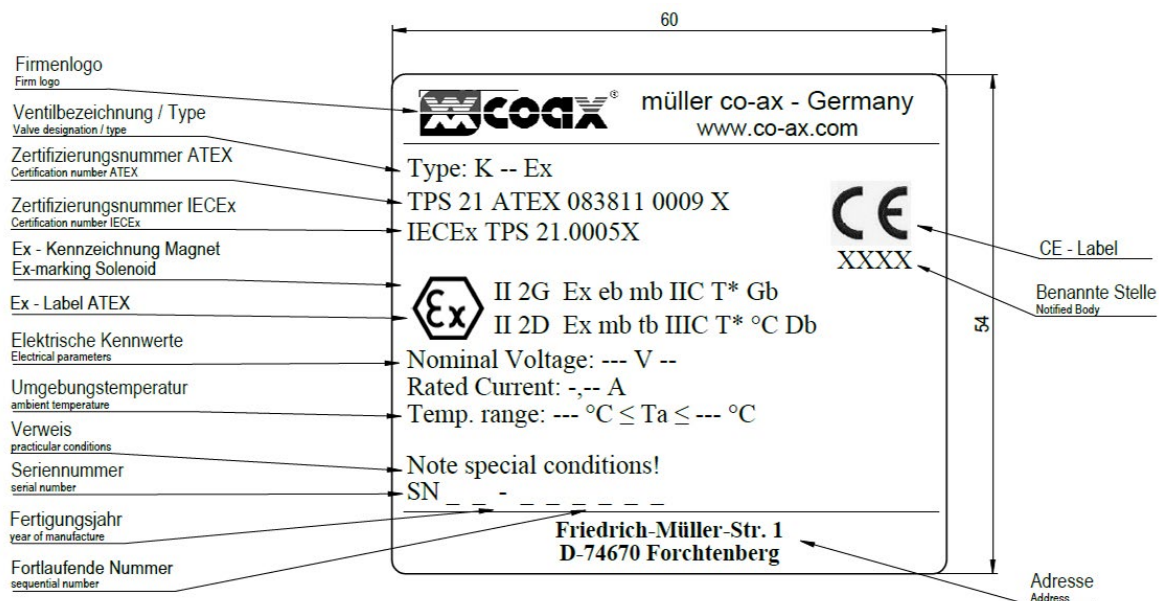 60
Firmenlogo
Firm logo
Ventilbezeichnung / Type
Valve designation / type
Zertifizierungsnummer ATEX
Certification number ATEX
Zertifizierungsnummer IECEx
Certification number IECEx
Ex - Kennzeichnung Magnet
Ex-marking Solenoid
Ex - Label ATEX
Elektrische Kennwerte
Electrical parameters
Umgebungstemperatur
ambient temperature
Verweis
practicular conditions
Seriennummer
serial number
Fertigungsjahr
year of manufacture
Fortlaufende Nummer
sequential number
coax® müller co-ax - Germany
www.co-ax.com
Type: K -- Ex
TPS 21 ATEX 083811 0009 X
IECEx TPS 21.0005X
CE
XXXX
Ex II 2G Ex eb mb IIC T* Gb
II 2D Ex mb tb IIIC T* °C Db
Nominal Voltage: --- V --
Rated Current: -,-- A
Temp. range: --- °C ≤ Ta ≤ --- °C
Note special conditions!
SN _ _ - _ _ _ _ _ _
Friedrich-Müller-Str. 1
D-74670 Forchtenberg
54
CE - Label
Benannte Stelle
Notified Body
Adresse
Address